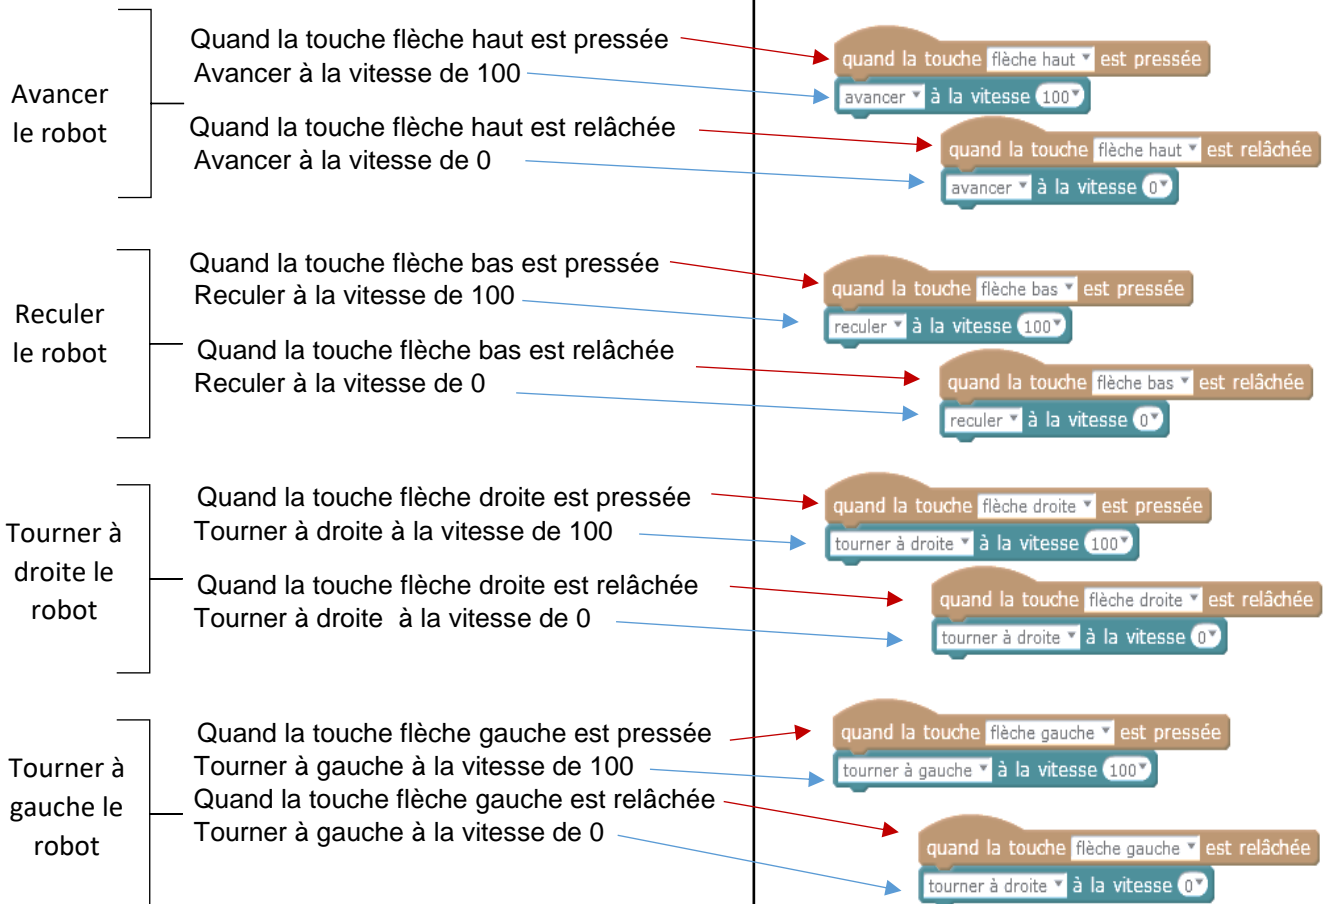 Avancer
le robot
Quand la touche flèche haut est pressée
Avancer à la vitesse de 100
Quand la touche flèche haut est relâchée
Avancer à la vitesse de 0
quand la touche flèche haut est pressée
avancer à la vitesse 100
quand la touche flèche haut est relâchée
avancer à la vitesse 0
Reculer
le robot
Quand la touche flèche bas est pressée
Reculer à la vitesse de 100
Quand la touche flèche bas est relâchée
Reculer à la vitesse de 0
quand la touche flèche bas est pressée
reculer à la vitesse 100
quand la touche flèche bas est relâchée
reculer à la vitesse 0
Tourner à
droite le
robot
Quand la touche flèche droite est pressée
Tourner à droite à la vitesse de 100
Quand la touche flèche droite est relâchée
Tourner à droite à la vitesse de 0
quand la touche flèche droite est pressée
tourner à droite à la vitesse 100
quand la touche flèche droite est relâchée
tourner à droite à la vitesse 0
Tourner à
gauche le
robot
Quand la touche flèche gauche est pressée
Tourner à gauche à la vitesse de 100
Quand la touche flèche gauche est relâchée
Tourner à gauche à la vitesse de 0
quand la touche flèche gauche est pressée
tourner à gauche à la vitesse 100
quand la touche flèche gauche est relâchée
tourner à droite à la vitesse 0